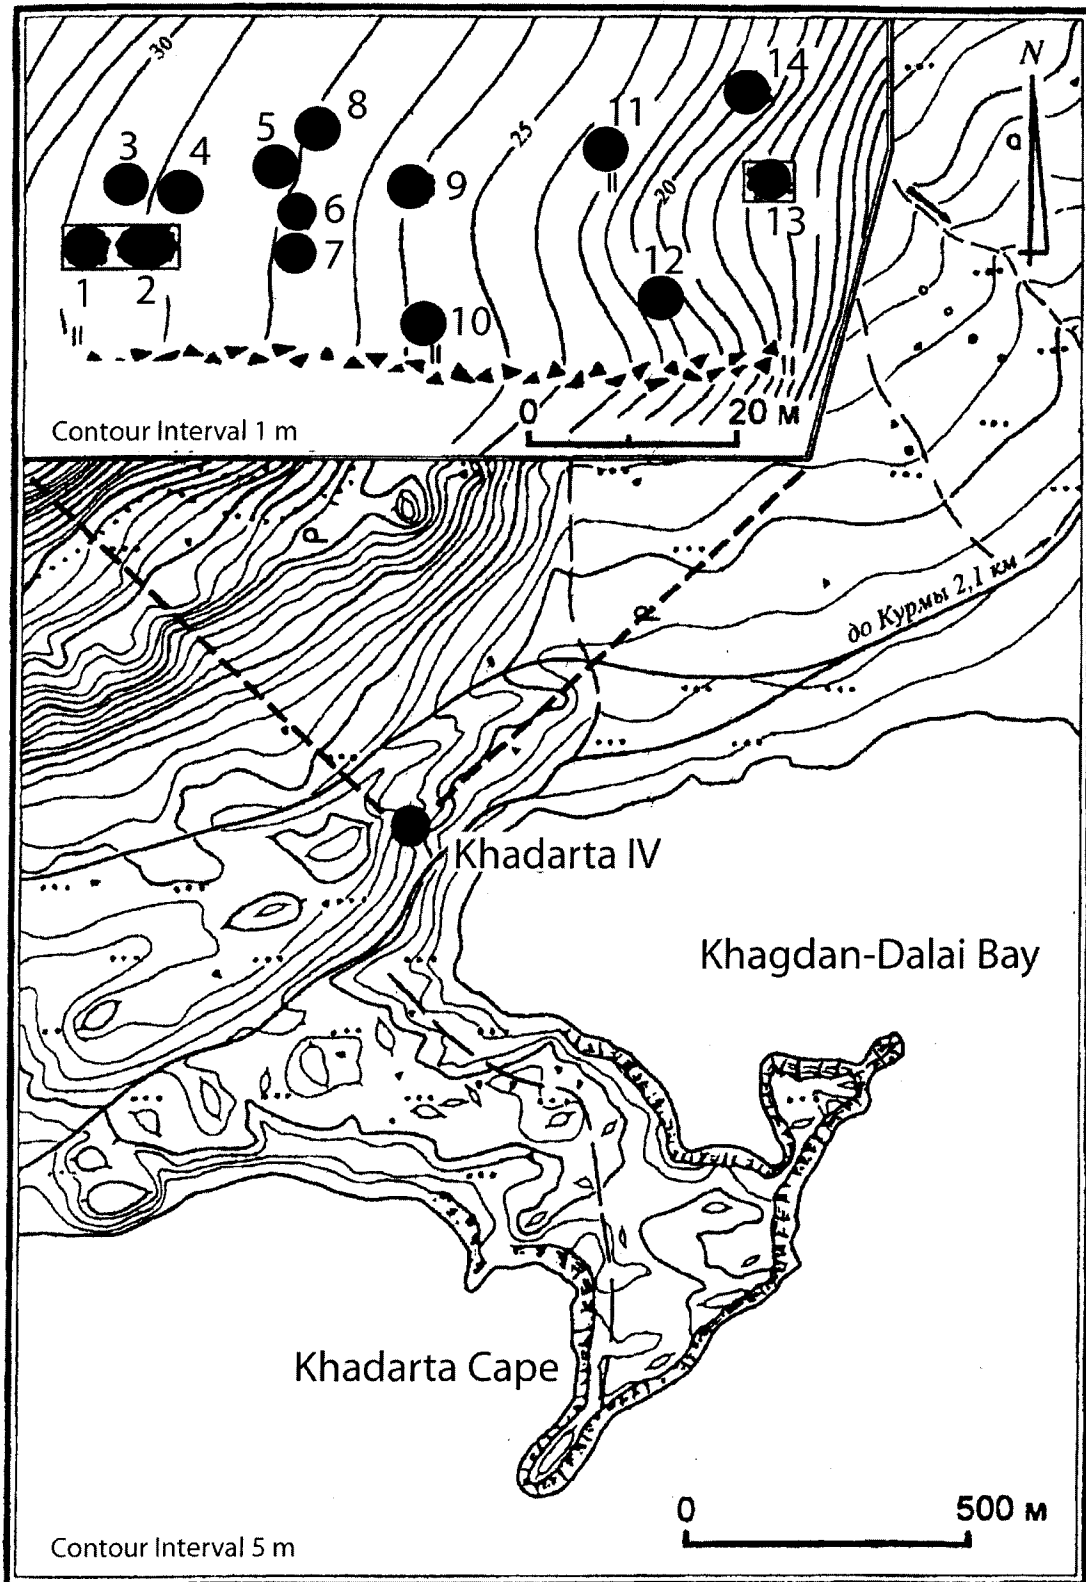 30
14
N
8
11
5
25
3
4
20
9
6
13
7
12
1
2
10
0
20 м
Contour Interval 1 m
до Курмы 2,1 км
Khadarta IV
Khagdan-Dalai Bay
Khadarta Cape
0
500 м
Contour Interval 5 m